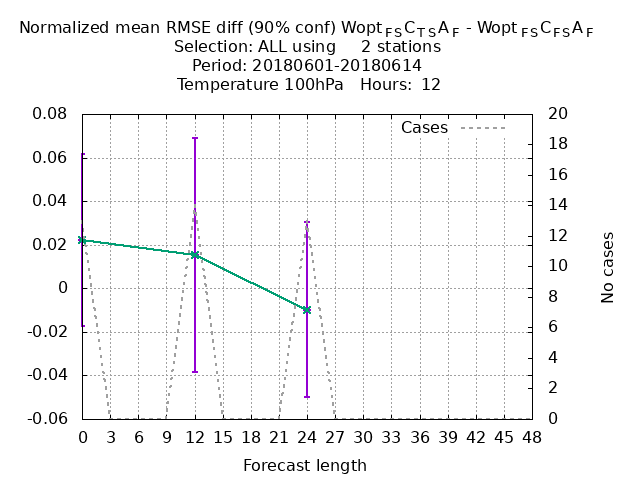 Normalized mean RMSE diff (90% conf) Wopt FS C T S A F - Wopt FS C F S A F
Selection: ALL using 2 stations
Period: 20180601-20180614
Temperature 100hPa Hours: 12
Cases
0.08
0.06
0.04
0.02
0
-0.02
-0.04
-0.06
20
18
16
14
12
10
8
6
4
2
0
No cases
0 3 6 9 12 15 18 21 24 27 30 33 36 39 42 45 48
Forecast length